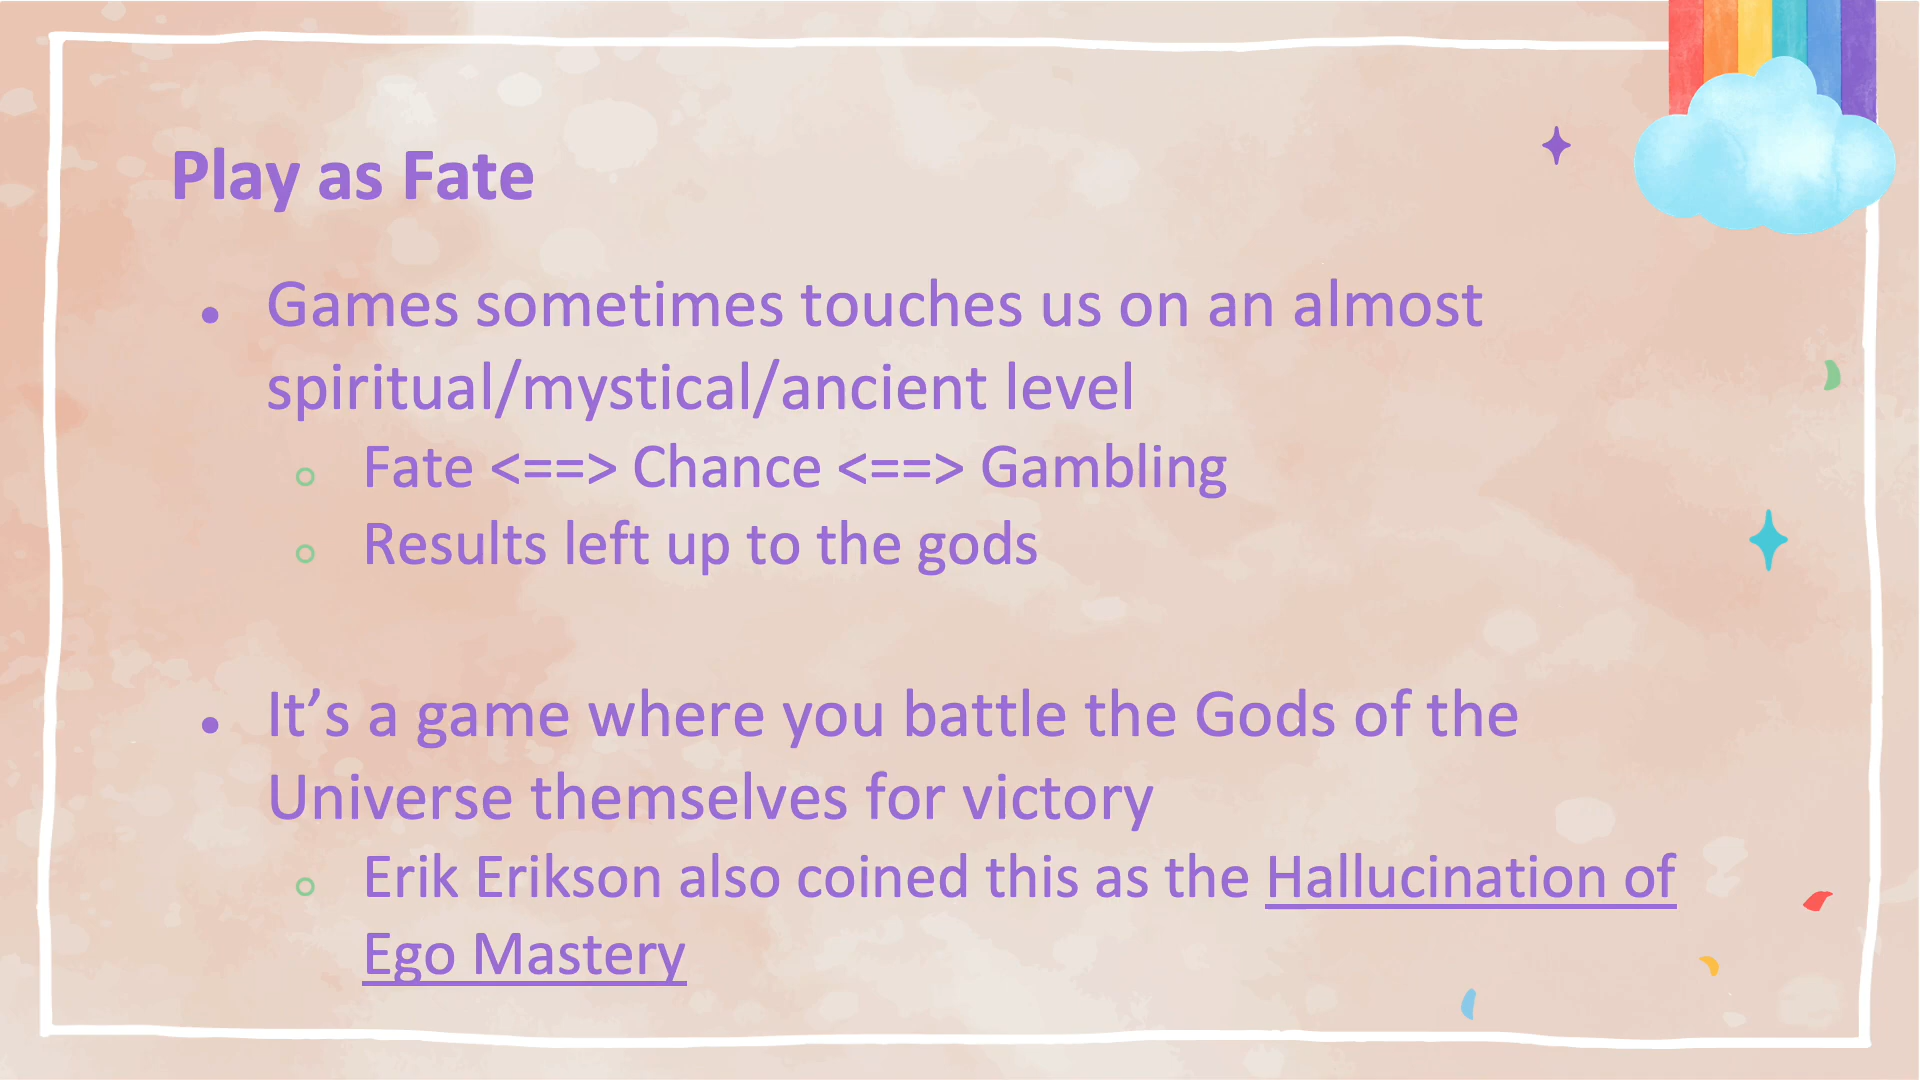 Play as Fate
Games sometimes touches us on an almost
spiritual/mystical/ancient level
Fate <==> Chance <==> Gambling
Results left up to the gods
It’s a game where you battle the Gods of the
Universe themselves for victory
Erik Erikson also coined this as the Hallucination of
Ego Mastery